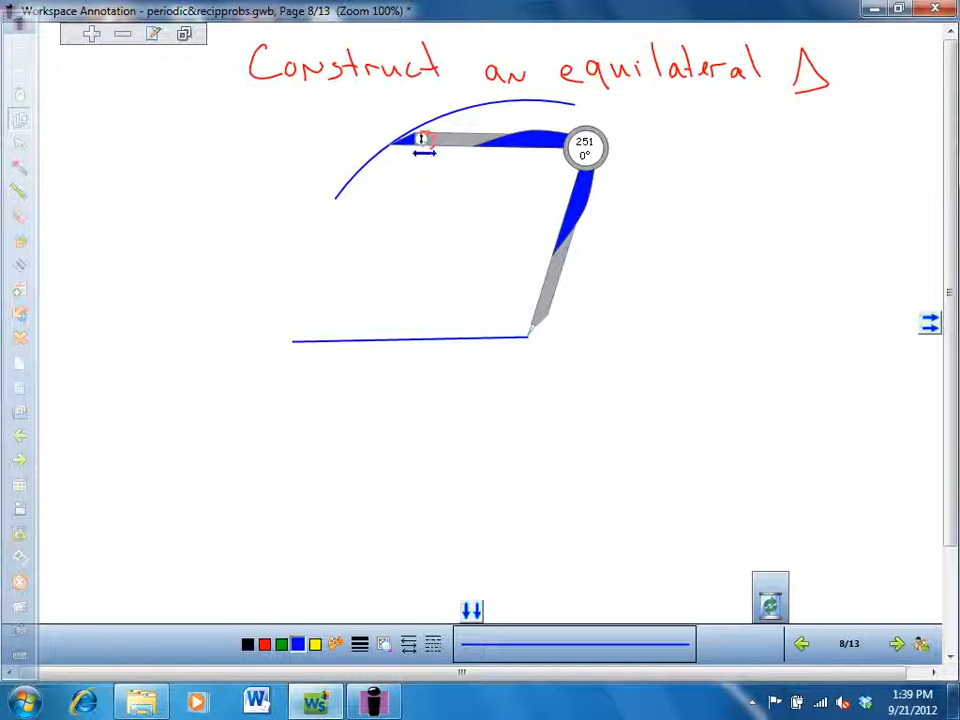 Workspace Annotation - periodic&recipprobs.gwb, Page 8/13 (Zoom 100%) *
Construct an equilateral Δ
251
0°
8/13
1:39 PM
9/21/2012